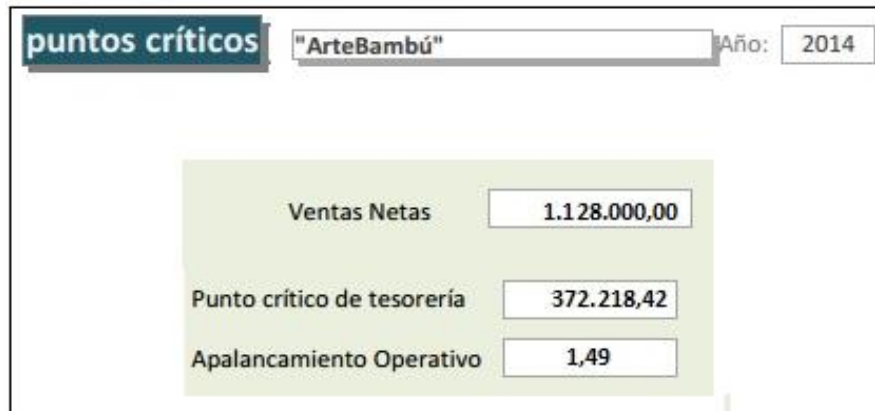 puntos críticos "ArteBambú" Año: 2014
Ventas Netas 1.128.000,00
Punto crítico de tesorería 372.218,42
Apalancamiento Operativo 1,49